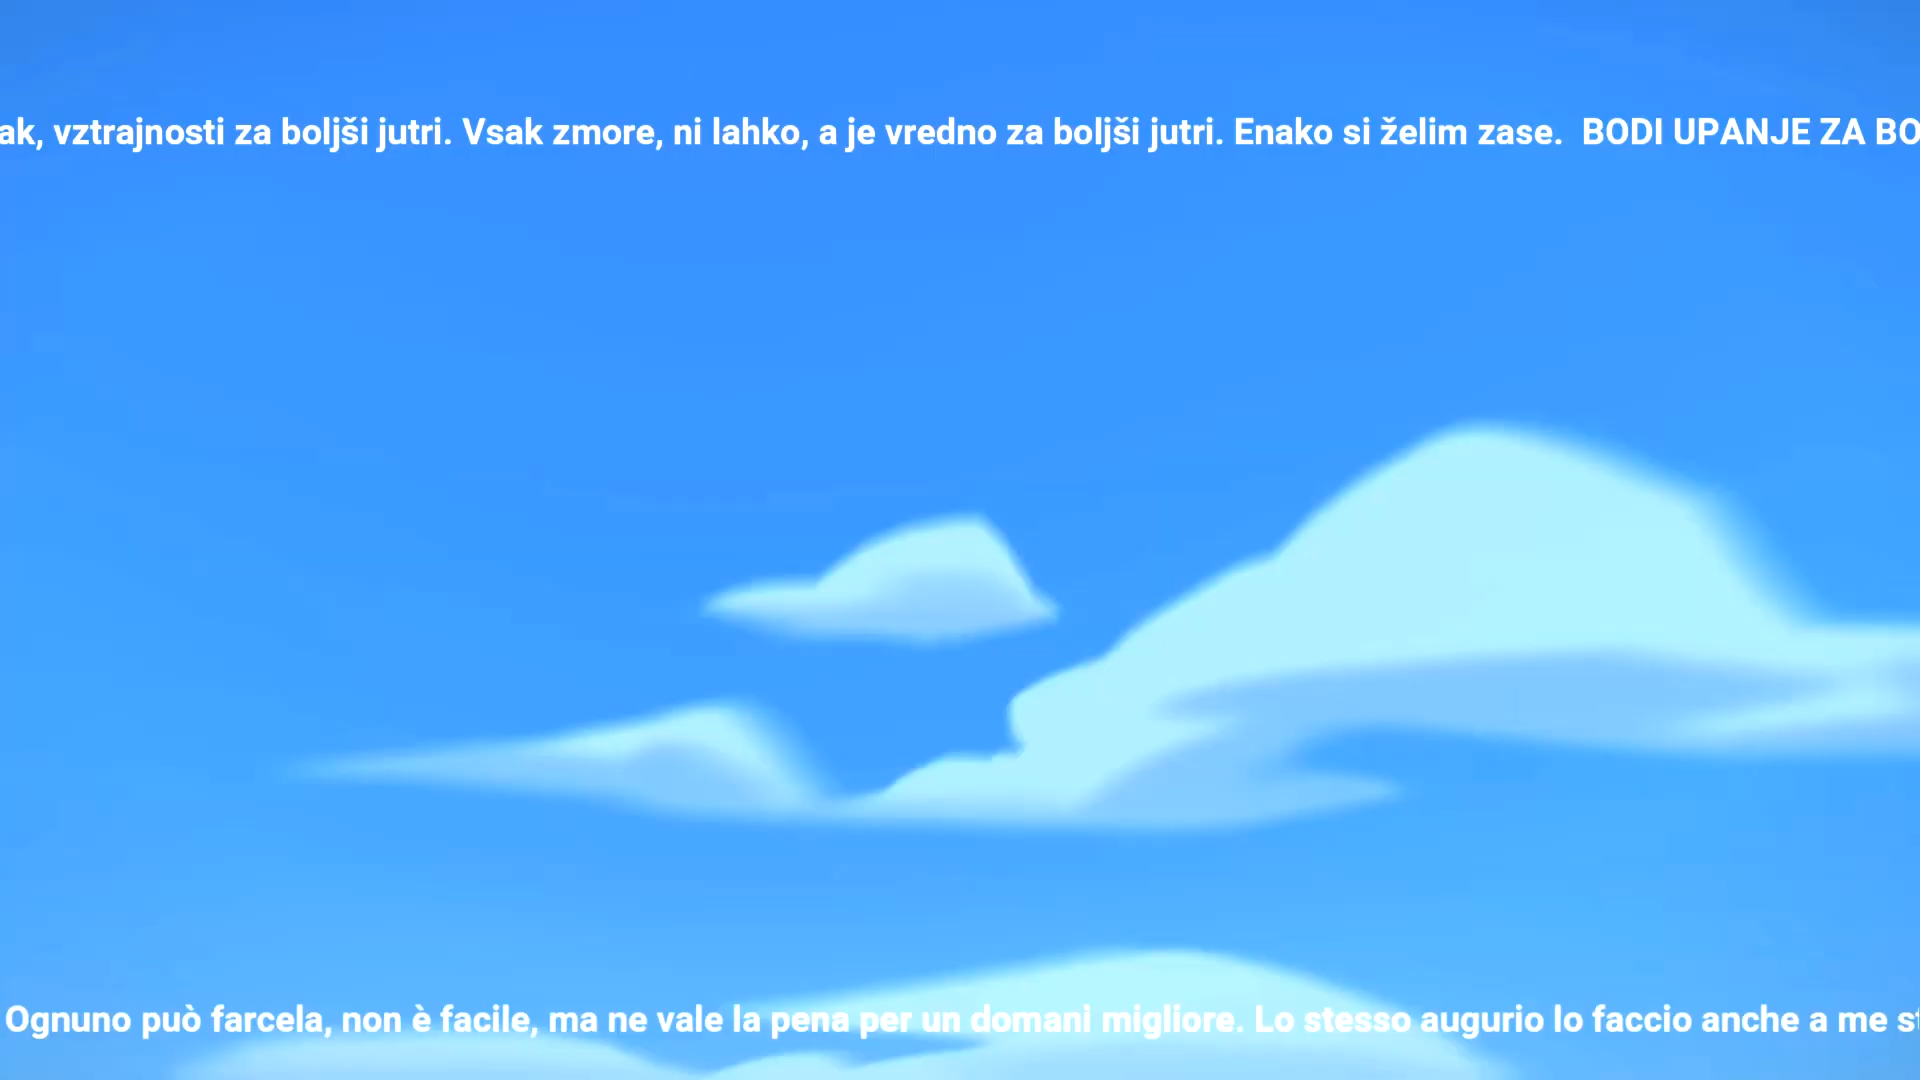 ak, vztrajnosti za boljši jutri. Vsak zmore, ni lahko, a je vredno za boljši jutri. Enako si želim zase. BODI UPANJE ZA BO
Ognuno può farcela, non è facile, ma ne vale la pena per un domani migliore. Lo stesso augurio lo faccio anche a me